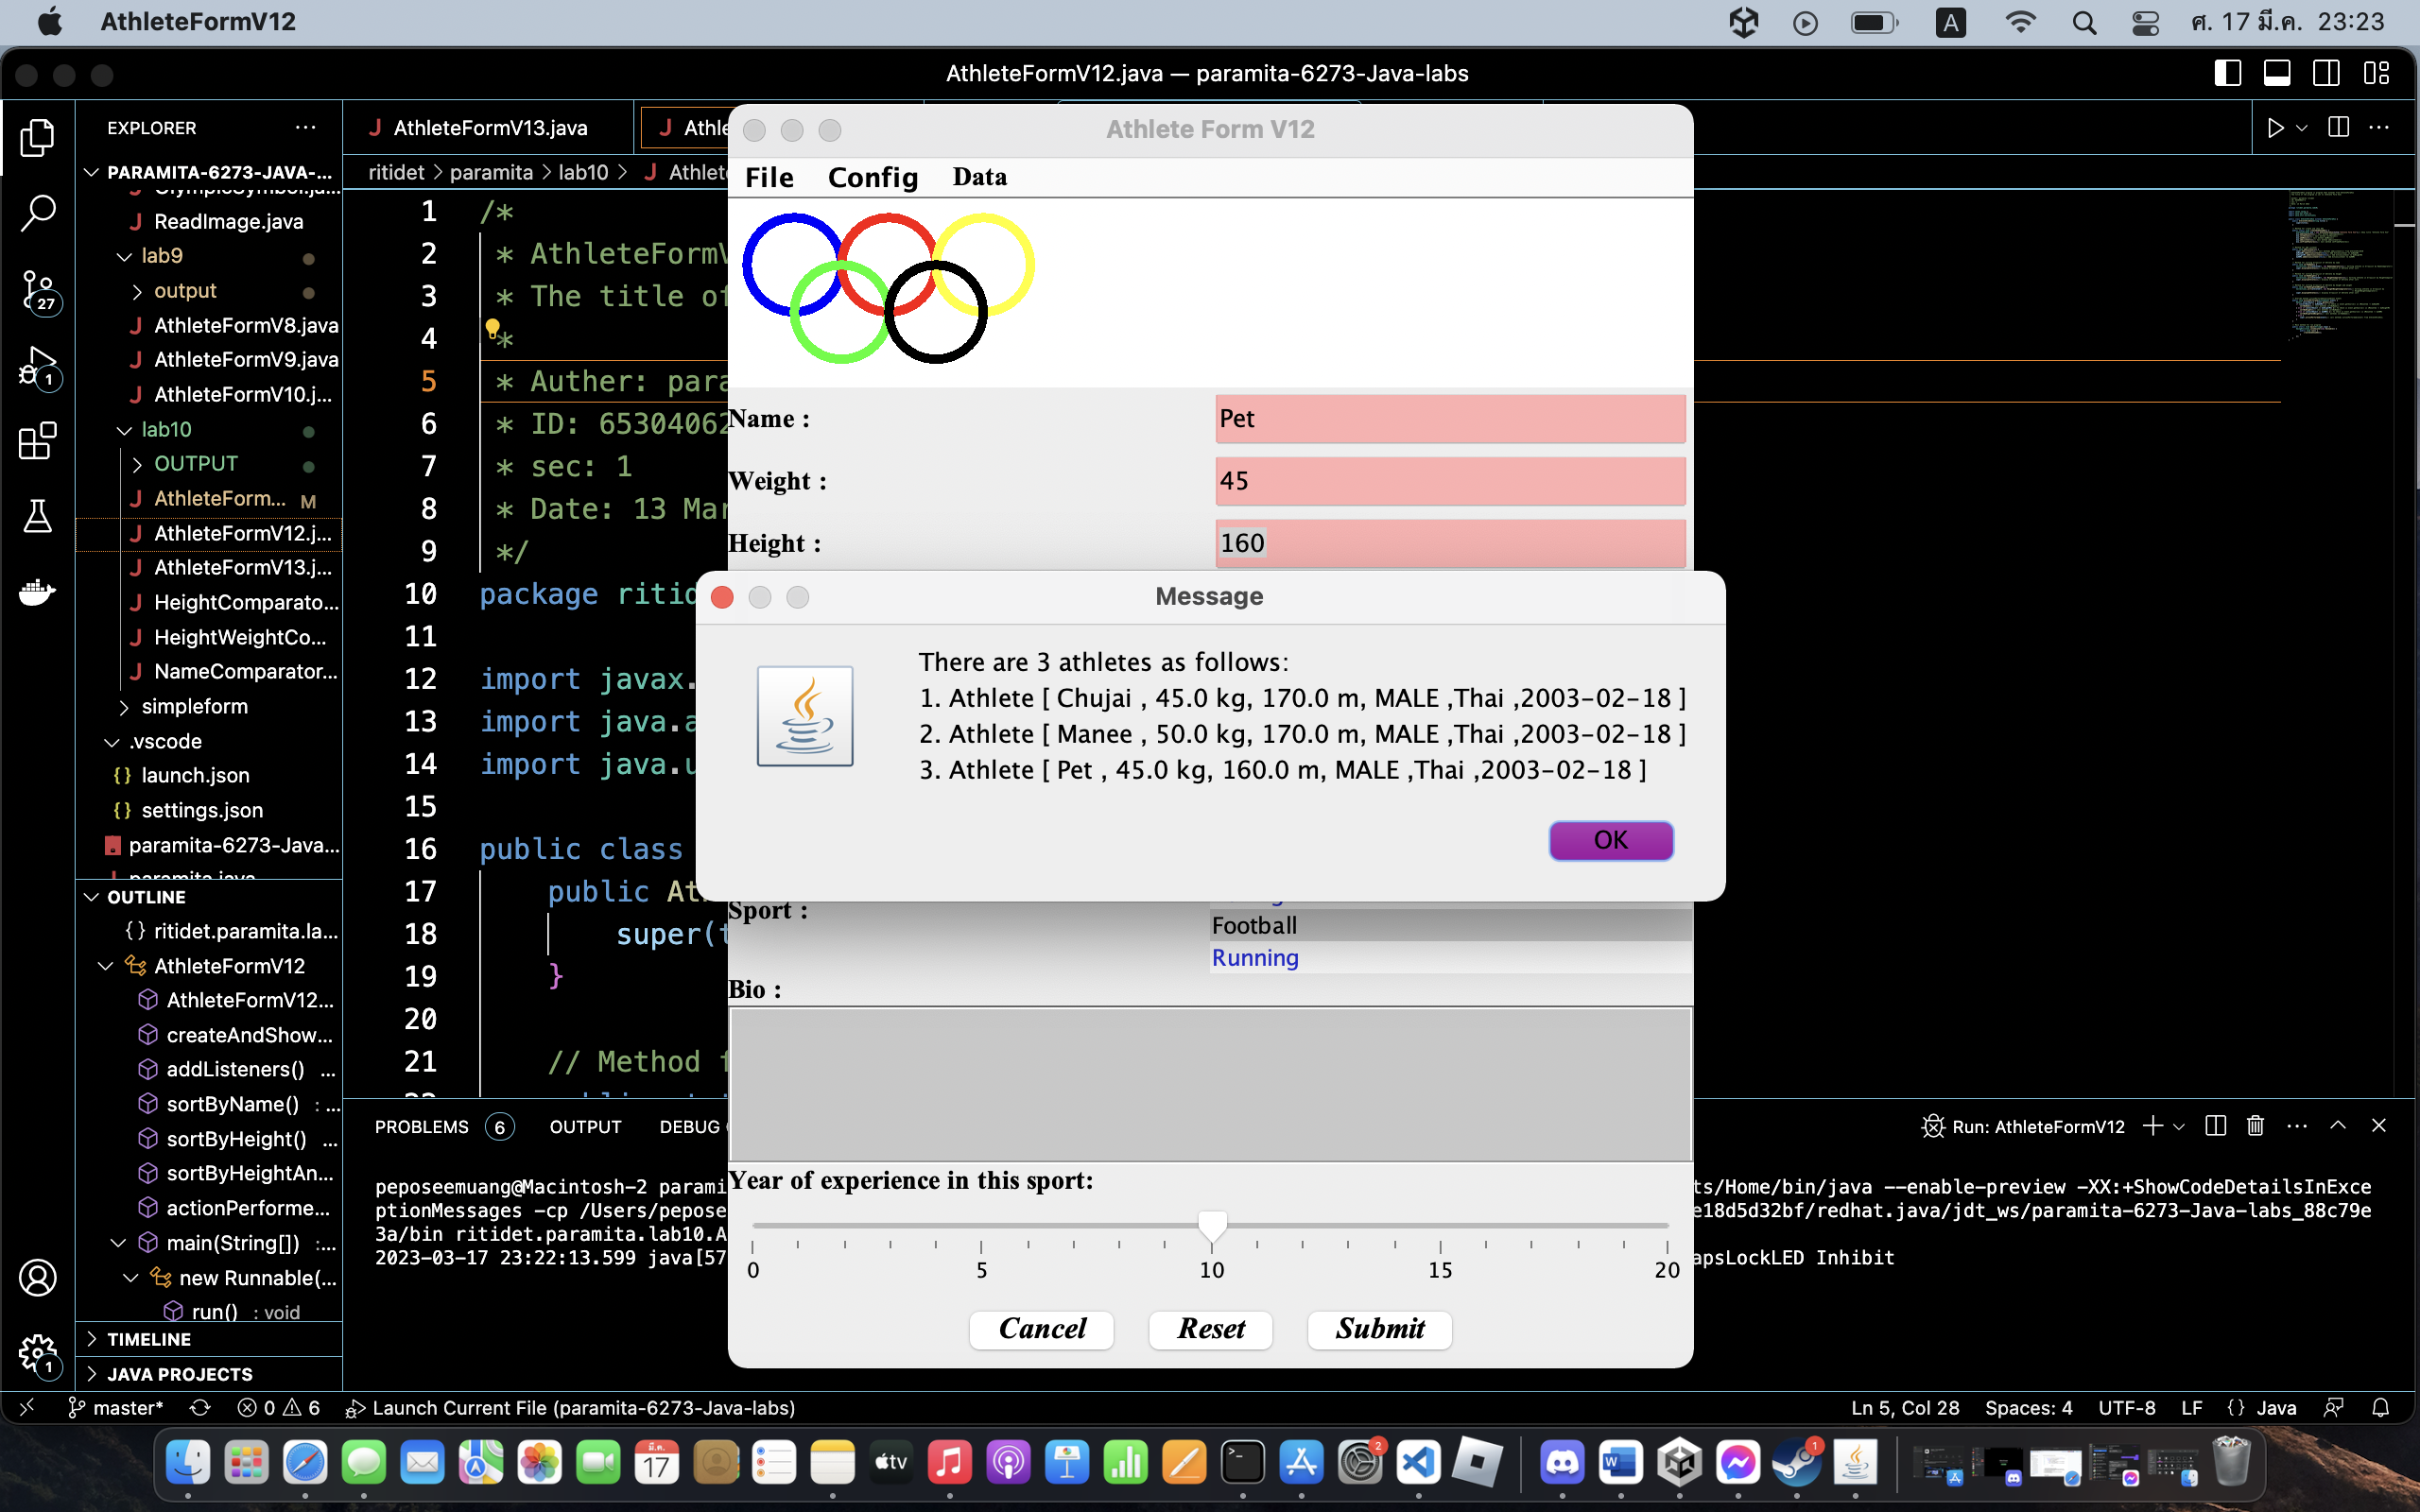 AthleteFormV12
A
ศ. 17 มี.ค. 23:23
AthleteFormV12.java — paramita-6273-Java-labs
EXPLORER
PARAMITA-6273-JAVA-...
ReadImage.java
lab9
output
AthleteFormV8.java
AthleteFormV9.java
AthleteFormV10.j...
lab10
OUTPUT
AthleteForm... M
AthleteFormV12.j...
AthleteFormV13.j...
HeightComparato...
HeightWeightCo...
NameComparator...
simpleform
.vscode
{} launch.json
{} settings.json
paramita-6273-Java...
paramita.java
OUTLINE
{} ritidet.paramita.la...
AthleteFormV12
AthleteFormV12...
createAndShow...
addListeners() ...
sortByName() : ...
sortByHeight() ...
sortByHeightAn...
actionPerforme...
main(String[]) :...
new Runnable(...
run() : void
TIMELINE
JAVA PROJECTS
27
1
1
J AthleteFormV13.java
J Athle
ritidet > paramita > lab10 > J Athlet
1 /*
2 * AthleteFormV
3 * The title of
4 *
5 * Auther: para
6 * ID: 65304062
7 * sec: 1
8 * Date: 13 Mar
9 */
10 package ritid
11
12 import javax.
13 import java.a
14 import java.u
15
16 public class
17 public At
18 super(t
19 }
20
21 // Method f
Athlete Form V12
File Config Data
Name : Pet
Weight : 45
Height : 160
Message
There are 3 athletes as follows:
1. Athlete [ Chujai , 45.0 kg, 170.0 m, MALE ,Thai ,2003-02-18 ]
2. Athlete [ Manee , 50.0 kg, 170.0 m, MALE ,Thai ,2003-02-18 ]
3. Athlete [ Pet , 45.0 kg, 160.0 m, MALE ,Thai ,2003-02-18 ]
OK
Sport :
Football
Running
Bio :
Year of experience in this sport:
0 5 10 15 20
Cancel Reset Submit
PROBLEMS 6 OUTPUT DEBUG
Run: AthleteFormV12
peposeemuang@Macintosh-2 parami
ts/Home/bin/java --enable-preview -XX:+ShowCodeDetailsInExce
ptionMessages -cp /Users/pepose
e18d5d32bf/redhat.java/jdt_ws/paramita-6273-Java-labs_88c79e
3a/bin ritidet.paramita.lab10.A
2023-03-17 23:22:13.599 java[57
apsLockLED Inhibit
master* 0 6 Launch Current File (paramita-6273-Java-labs)
Ln 5, Col 28 Spaces: 4 UTF-8 LF {} Java
มี.ค.
17
tv
2
1